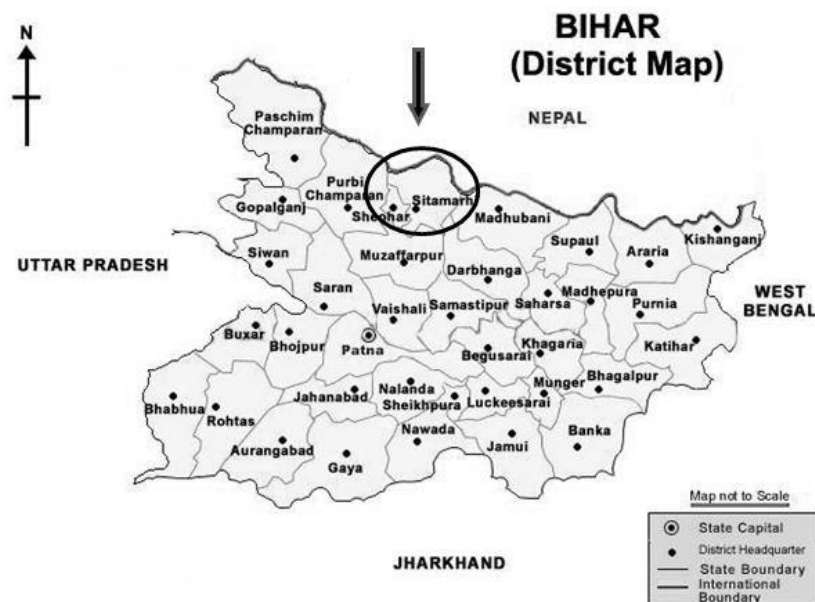 BIHAR
(District Map)
N
NEPAL
Paschim
Champaran
Purbi
Champaran
Sheohar
Sitamarh
Gopalganj
Madhubani
Siwan
Muzaffarpur
Supaul
Araria
Kishanganj
UTTAR PRADESH
Darbhanga
Saran
Vaishali
Samastipur
Saharsa
Madhepura
Purnia
WEST
BENGAL
Buxar
Bhojpur
Patna
Begusarai
Khagaria
Katihar
Bhabhua
Rohtas
Jahanabad
Nalanda
Sheikhpura
Luckeesarai
Munger
Bhagalpur
Aurangabad
Gaya
Nawada
Jamui
Banka
JHARKHAND
Map not to Scale
State Capital
District Headquarter
State Boundary
International
Boundary